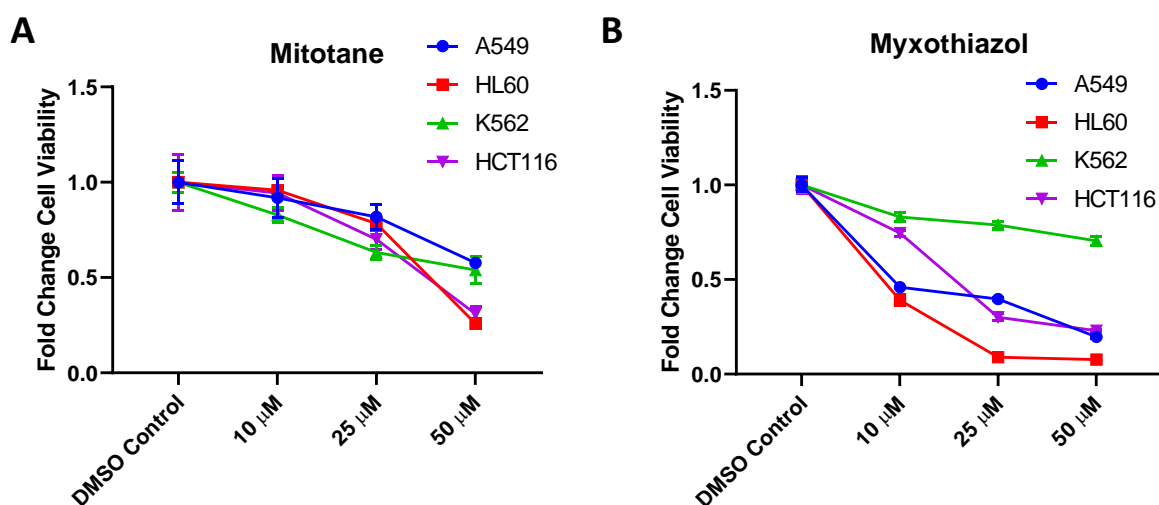 A
Mitotane
A549
HL60
K562
HCT116
Fold Change Cell Viability
1.5
1.0
0.5
0.0
DMSO Control
10 μM
25 μM
50 μM
B
Myxothiazol
A549
HL60
K562
HCT116
Fold Change Cell Viability
1.5
1.0
0.5
0.0
DMSO Control
10 μM
25 μM
50 μM